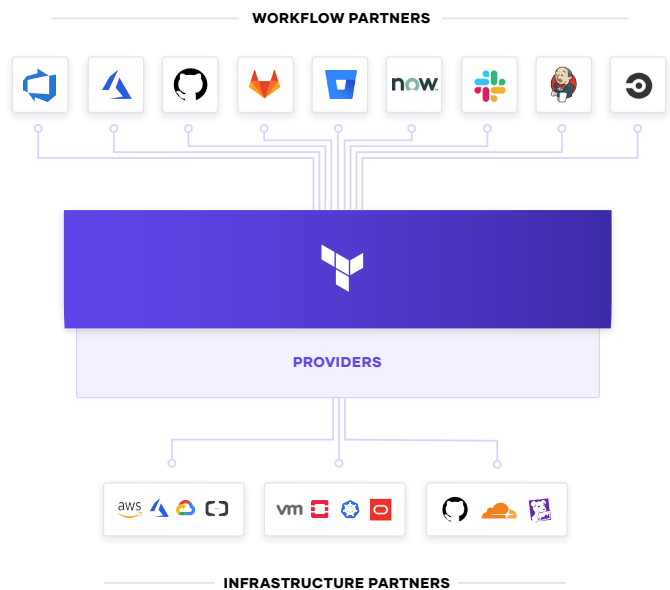 WORKFLOW PARTNERS
now
PROVIDERS
aws
vm
INFRASTRUCTURE PARTNERS